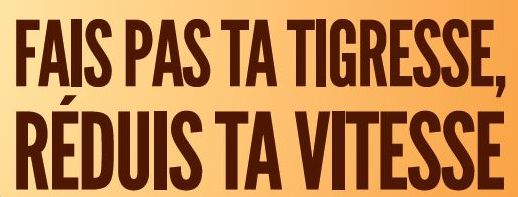 FAIS PAS TA TIGRESSE,
RÉDUIS TA VITESSE